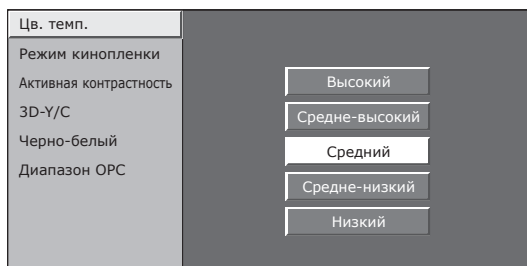 Цв. темп.
Режим кинопленки
Активная контрастность
3D-Y/C
Черно-белый
Диапазон OPC
Высокий
Средне-высокий
Средний
Средне-низкий
Низкий